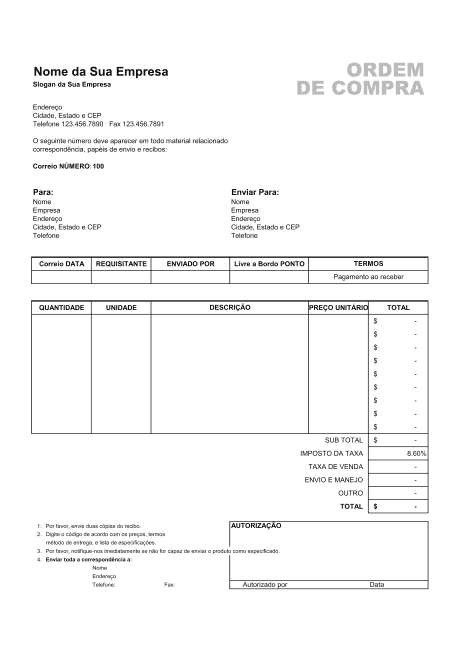 Nome da Sua Empresa
ORDEM
DE COMPRA
Slogan da Sua Empresa
Endereço
Cidade, Estado e CEP
Telefone 123.456.7890   Fax 123.456.7891
O seguinte número deve aparecer em todo material relacionado
correspondência, papéis de envio e recibos:
Correio NÚMERO: 100
Para:
Nome
Empresa
Endereço
Cidade, Estado e CEP
Telefone
Enviar Para:
Nome
Empresa
Endereço
Cidade, Estado e CEP
Telefone
Correio DATA REQUISITANTE ENVIADO POR Livre a Bordo PONTO TERMOS
Pagamento ao receber
QUANTIDADE UNIDADE DESCRIÇÃO PREÇO UNITÁRIO TOTAL
$ -
$ -
$ -
$ -
$ -
$ -
$ -
$ -
$ -
SUB TOTAL $ -
IMPOSTO DA TAXA 8.60%
TAXA DE VENDA -
ENVIO E MANEJO -
OUTRO -
TOTAL $ -
1. Por favor, envie duas cópias do recibo.
2. Digite o código de acordo com os preços, termos
método de entrega, e lista de especificações.
3. Por favor, notifique-nos imediatamente se não for capaz de enviar o produto como especificado.
4. Enviar toda a correspondência a:
Nome
Endereço
Telefone: Fax:
AUTORIZAÇÃO
Autorizado por Data